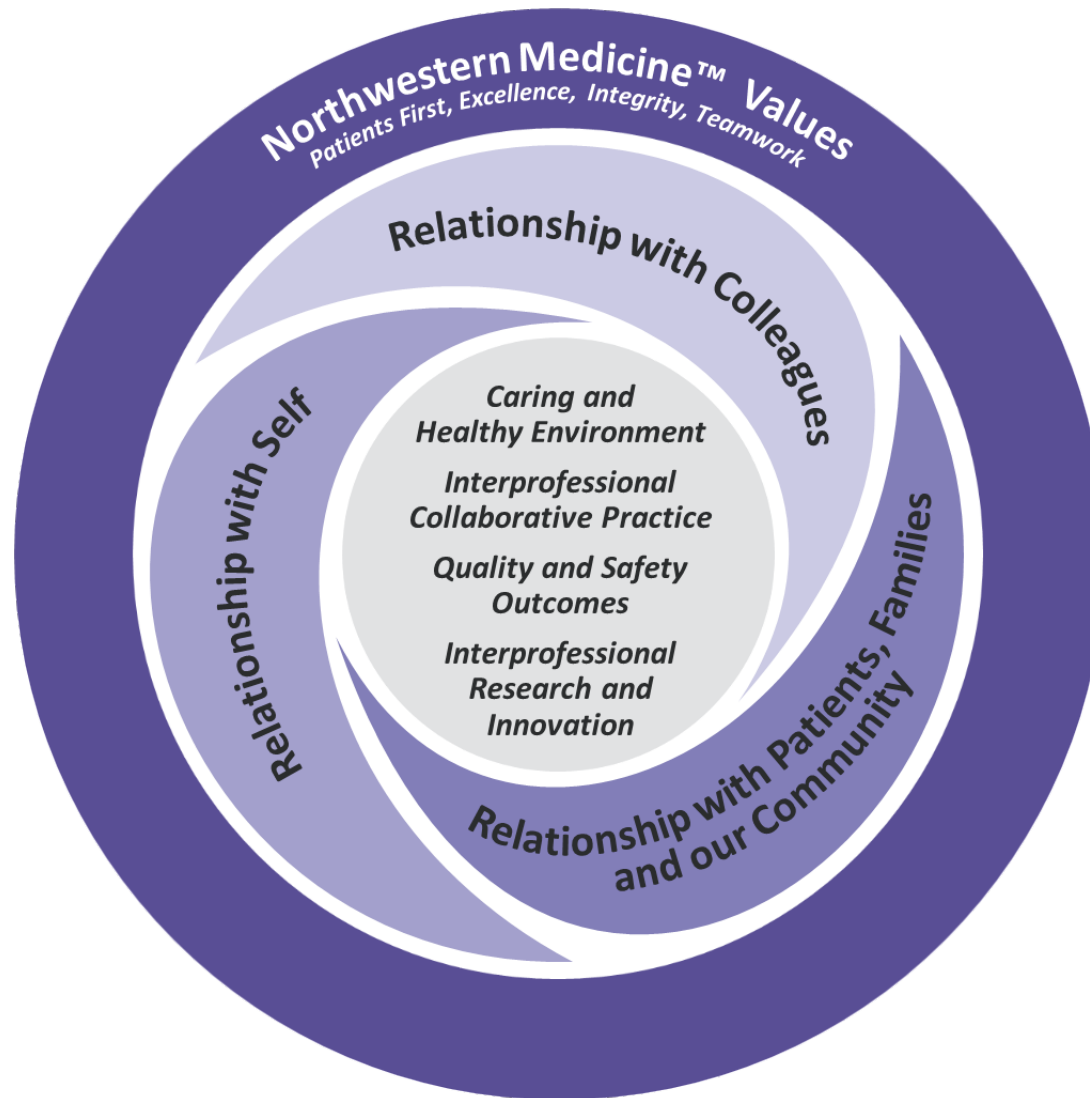 Northwestern Medicine™ Values
Patients First, Excellence, Integrity, Teamwork
Relationship with Colleagues
Relationship with Self
Caring and
Healthy Environment
Interprofessional
Collaborative Practice
Quality and Safety
Outcomes
Interprofessional
Research and
Innovation
Relationship with Patients, Families
and our Community